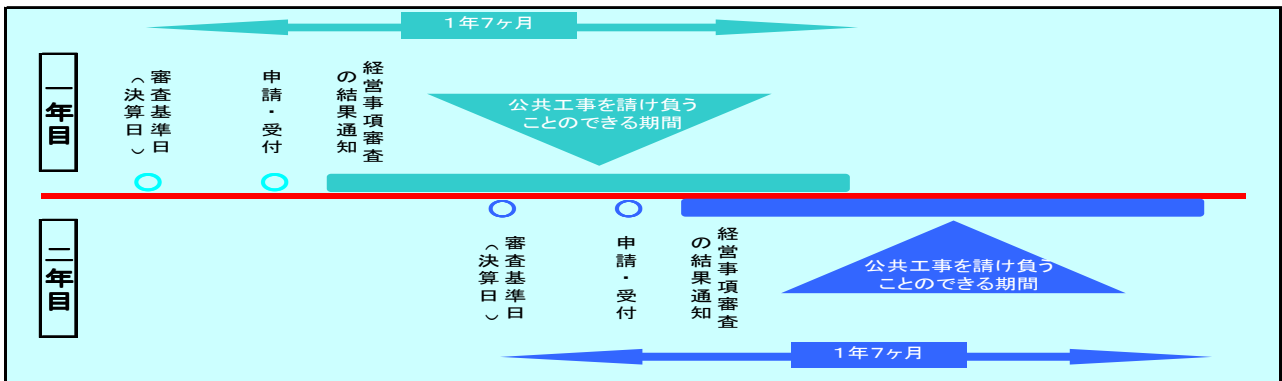 1年7ヶ月
一年目
審査基準日
（決算日）
申請・受付
経営事項審査
の結果通知
公共工事を請け負う
ことのできる期間
二年目
審査基準日
（決算日）
申請・受付
経営事項審査
の結果通知
公共工事を請け負う
ことのできる期間
1年7ヶ月